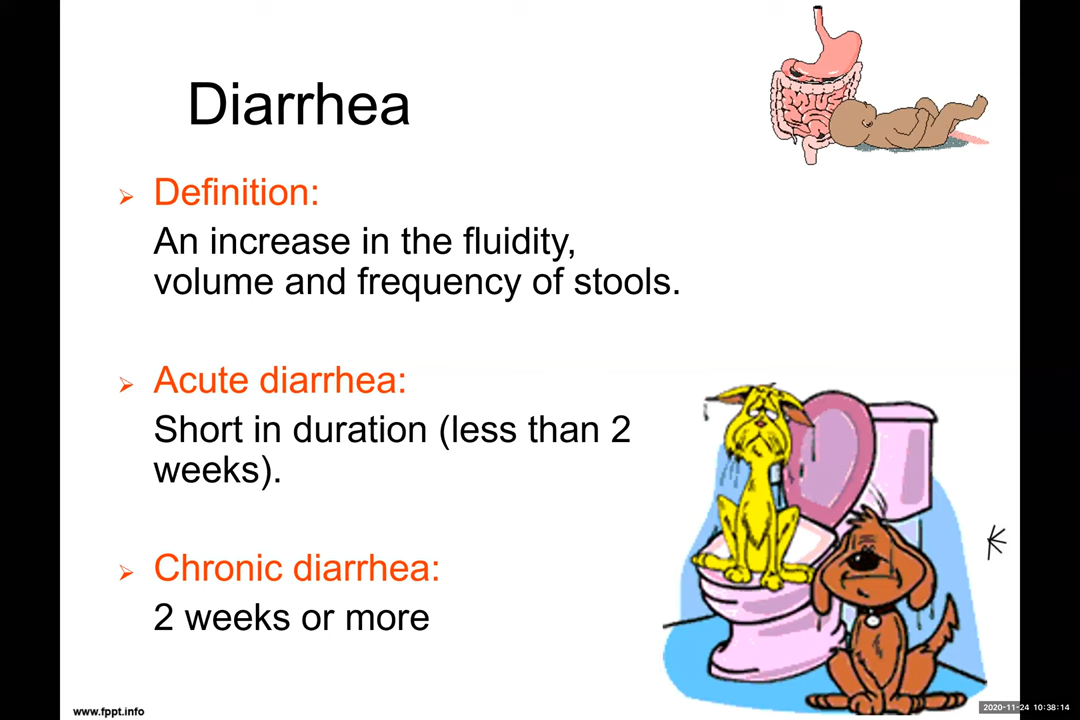 Diarrhea
Definition:
An increase in the fluidity,
volume and frequency of stools.
Acute diarrhea:
Short in duration (less than 2
weeks).
Chronic diarrhea:
2 weeks or more
www.fppt.info
2020-11-24 10:38:14